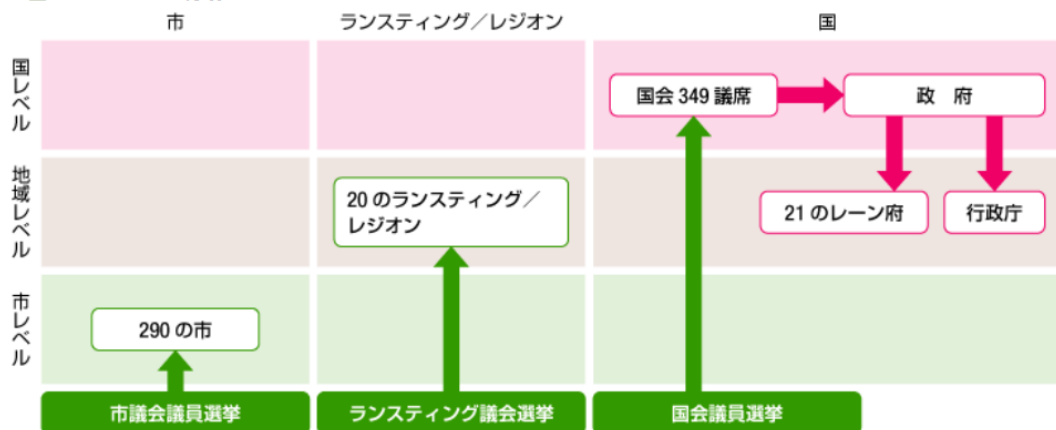 市
ランスティング／レジオン
国
国レベル
国会 349 議席
政　府
地域レベル
20 のランスティング／
レジオン
21 のレーン府
行政庁
市レベル
290 の市
市議会議員選挙
ランスティング議会選挙
国会議員選挙